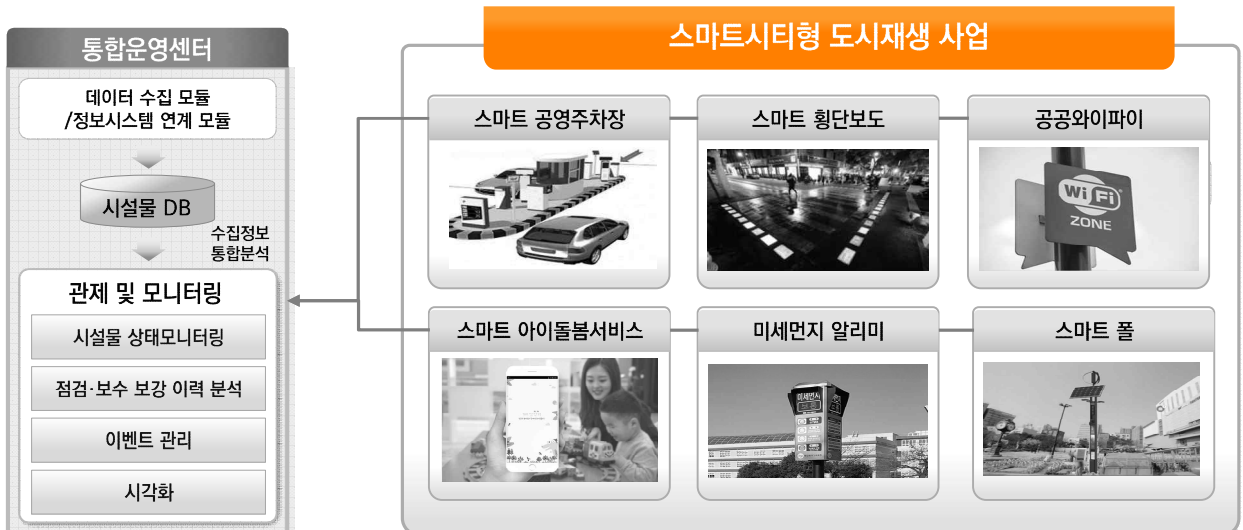 통합운영센터
데이터 수집 모듈
/정보시스템 연계 모듈
시설물 DB
수집정보
통합분석
관제 및 모니터링
시설물 상태모니터링
점검·보수 보강 이력 분석
이벤트 관리
시각화
스마트시티형 도시재생 사업
스마트 공영주차장
스마트 횡단보도
공공와이파이
Wi Fi
ZONE
스마트 아이돌봄서비스
미세먼지 알리미
스마트 폴
미세먼지